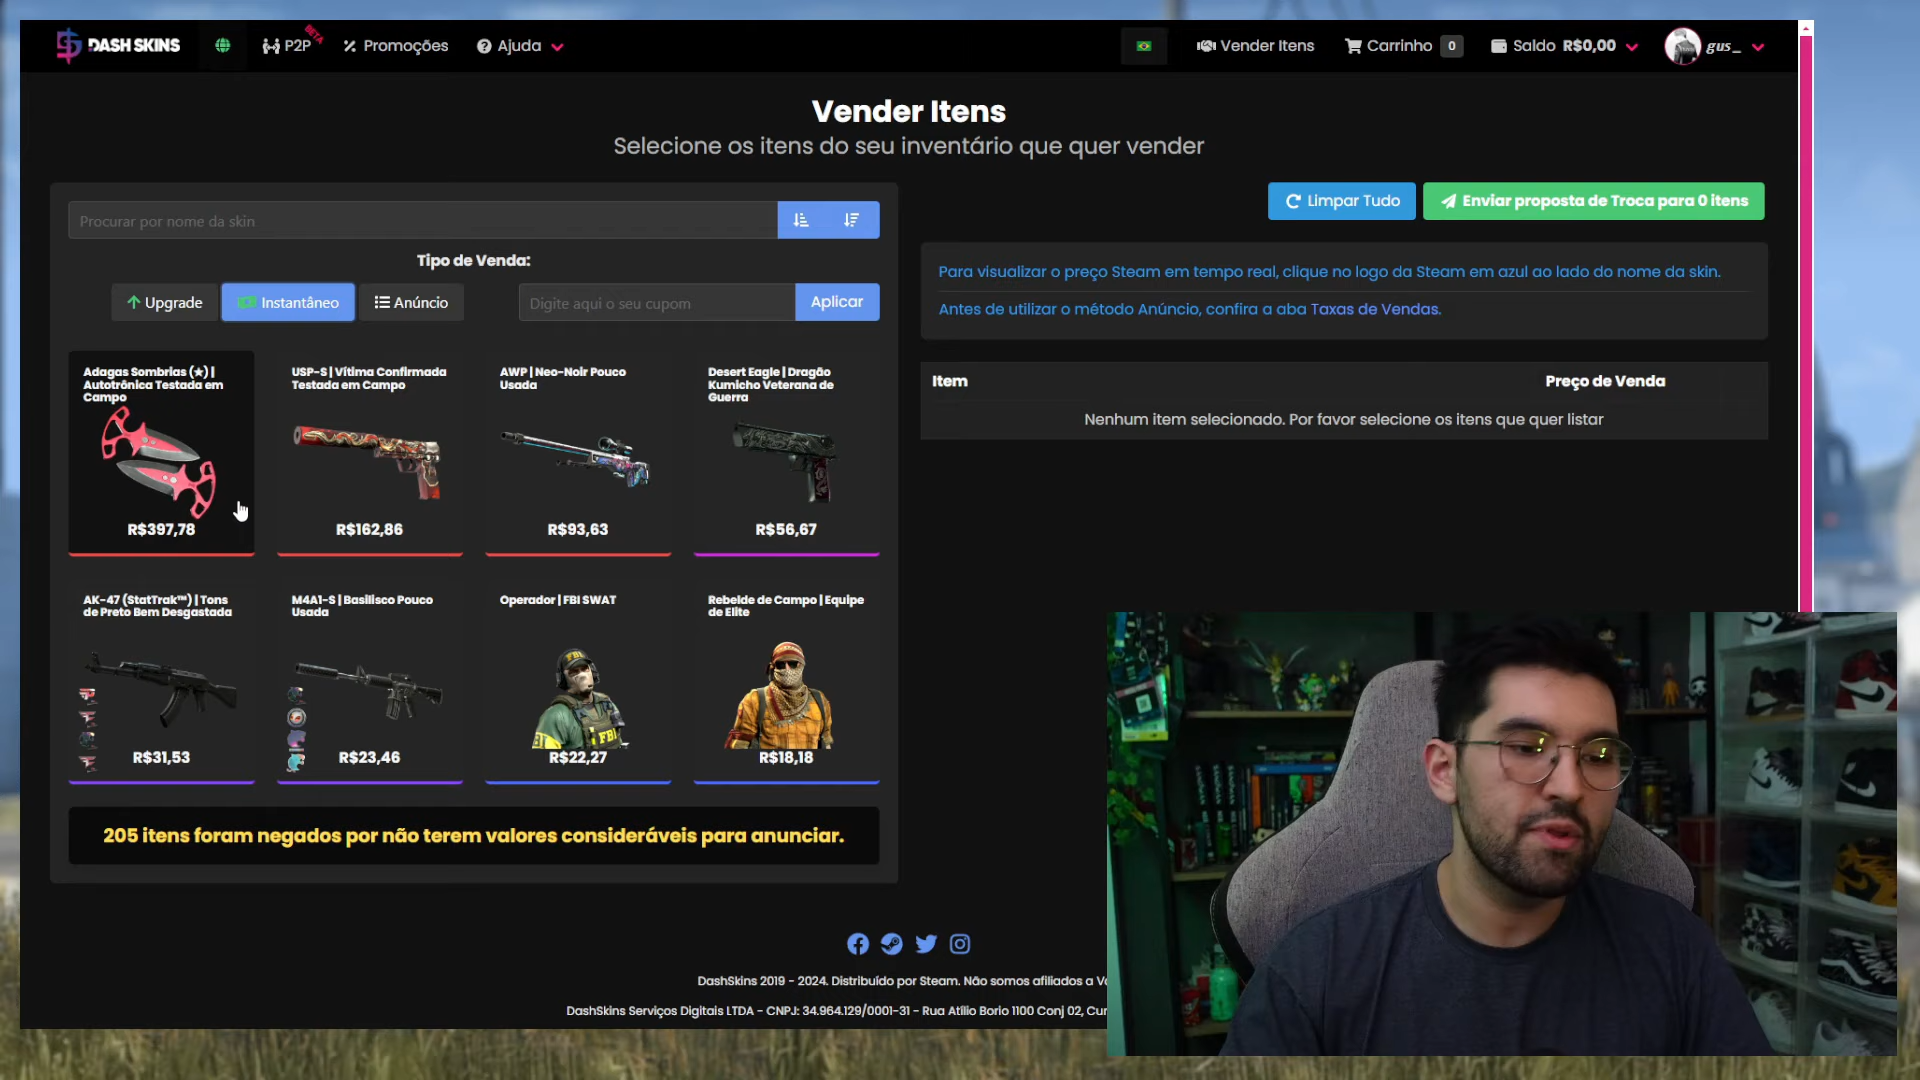 DASH SKINS
P2P
BETA
Promoções
Ajuda
Vender Itens
Carrinho 0
Saldo R$0,00
gus_
Vender Itens
Selecione os itens do seu inventário que quer vender
Procurar por nome da skin
Tipo de Venda:
Upgrade
Instantâneo
Anúncio
Digite aqui o seu cupom
Aplicar
Adagas Sombrias (★) |
Autotrônica Testada em
Campo
R$397,78
USP-S | Vítima Confirmada
Testada em Campo
R$162,86
AWP | Neo-Noir Pouco
Usada
R$93,63
Desert Eagle | Dragão
Kumicho Veterana de
Guerra
R$56,67
AK-47 (StatTrak™) | Tons
de Preto Bem Desgastada
R$31,53
M4A1-S | Basilisco Pouco
Usada
R$23,46
Operador | FBI SWAT
FBI
FBI
R$22,27
Rebelde de Campo | Equipe
de Elite
R$18,18
205 itens foram negados por não terem valores consideráveis para anunciar.
Limpar Tudo
Enviar proposta de Troca para 0 itens
Para visualizar o preço Steam em tempo real, clique no logo da Steam em azul ao lado do nome da skin.
Antes de utilizar o método Anúncio, confira a aba Taxas de Vendas.
Item
Preço de Venda
Nenhum item selecionado. Por favor selecione os itens que quer listar
DashSkins 2019 - 2024. Distribuído por Steam. Não somos afiliados a
DashSkins Serviços Digitais LTDA - CNPJ: 34.964.129/0001-31 - Rua Atílio Borio 1100 Conj 02,